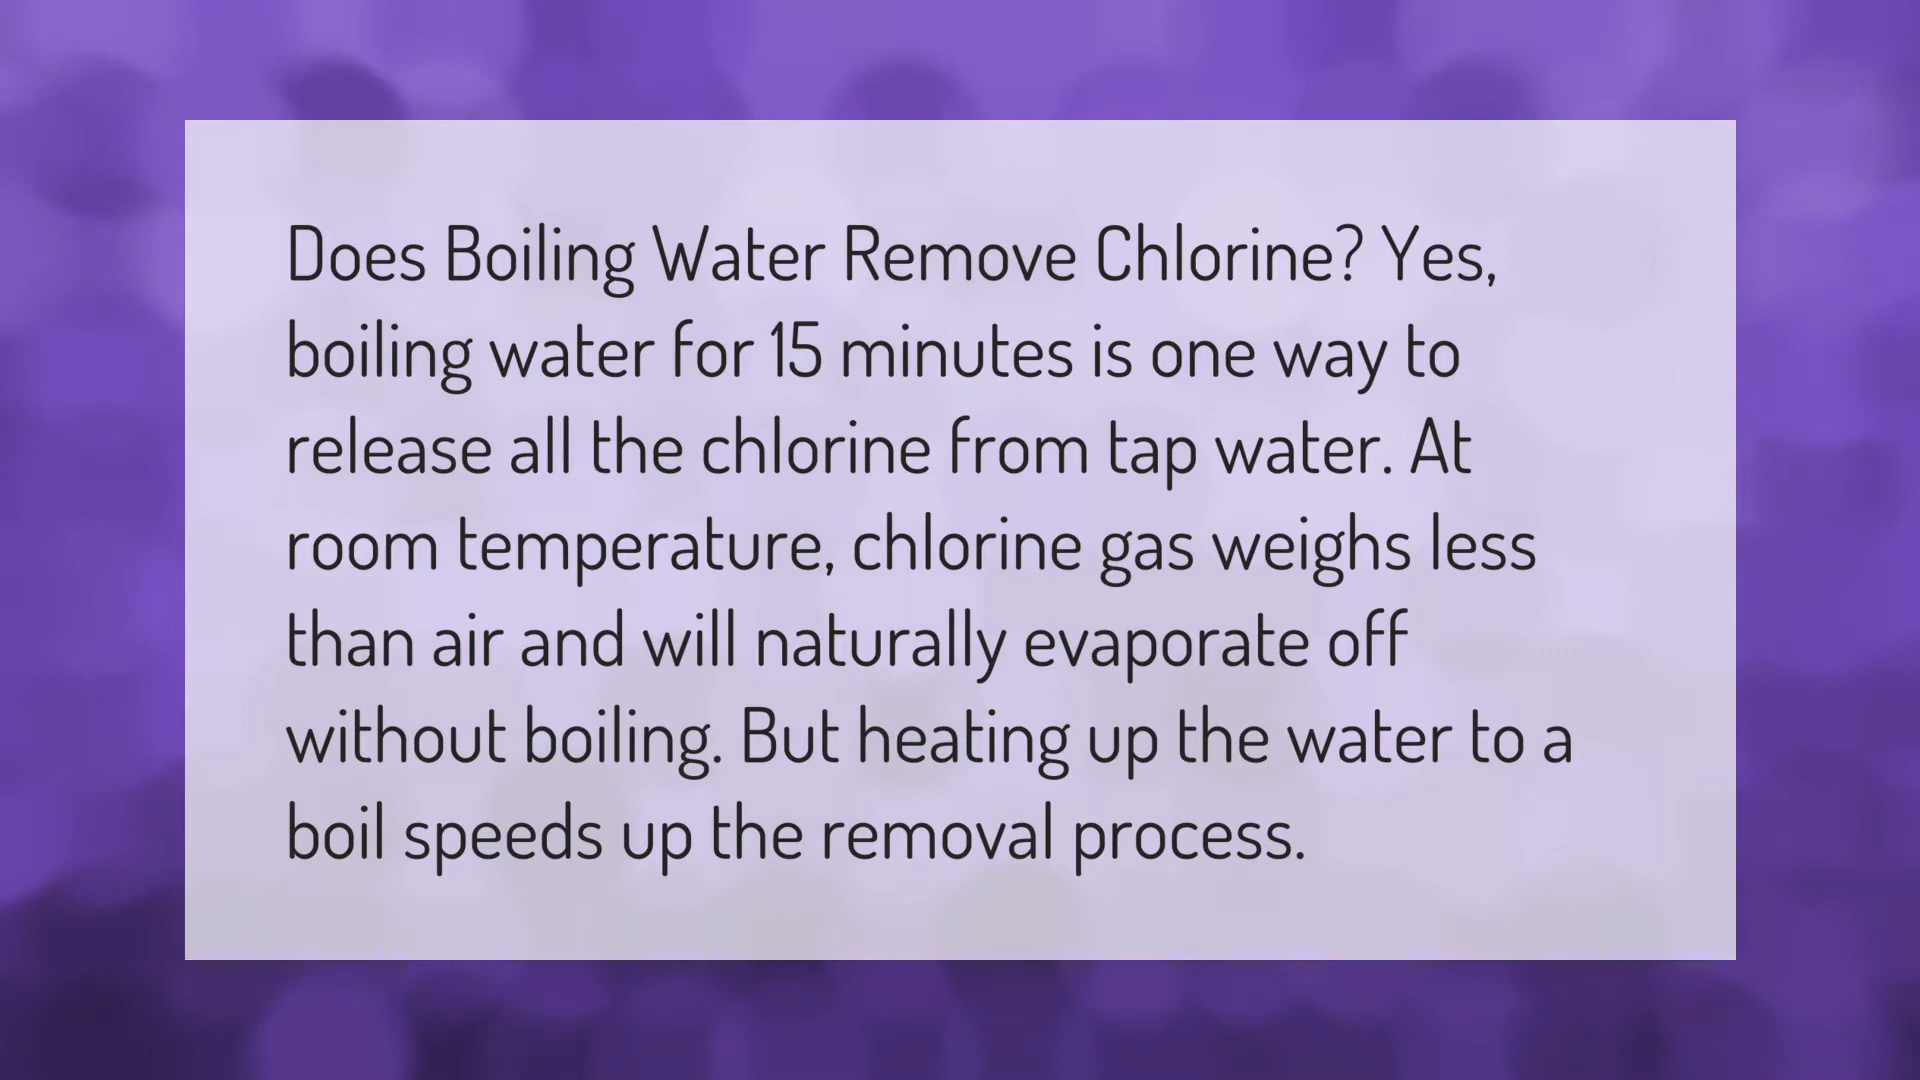 Does Boiling Water Remove Chlorine? Yes,
boiling water for 15 minutes is one way to
release all the chlorine from tap water. At
room temperature, chlorine gas weighs less
than air and will naturally evaporate off
without boiling. But heating up the water to a
boil speeds up the removal process.